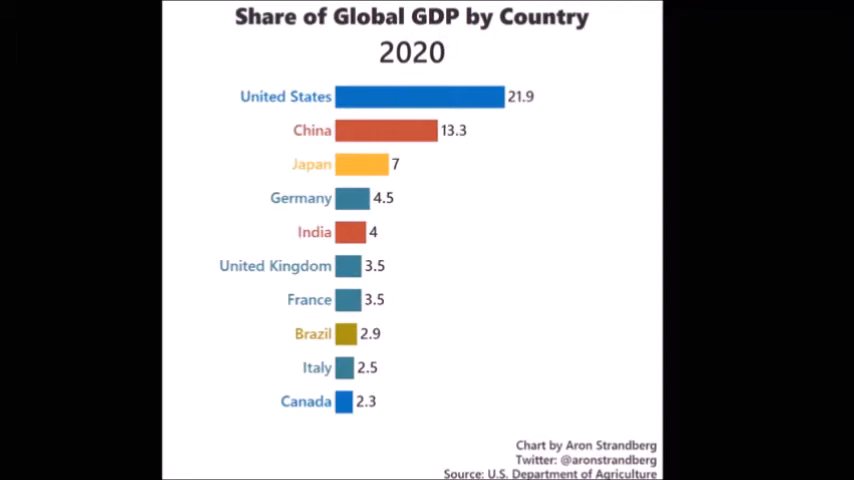 Share of Global GDP by Country
2020
United States 21.9
China 13.3
Japan 7
Germany 4.5
India 4
United Kingdom 3.5
France 3.5
Brazil 2.9
Italy 2.5
Canada 2.3
Chart by Aron Strandberg
Twitter: @aronstrandberg
Source: U.S. Department of Agriculture